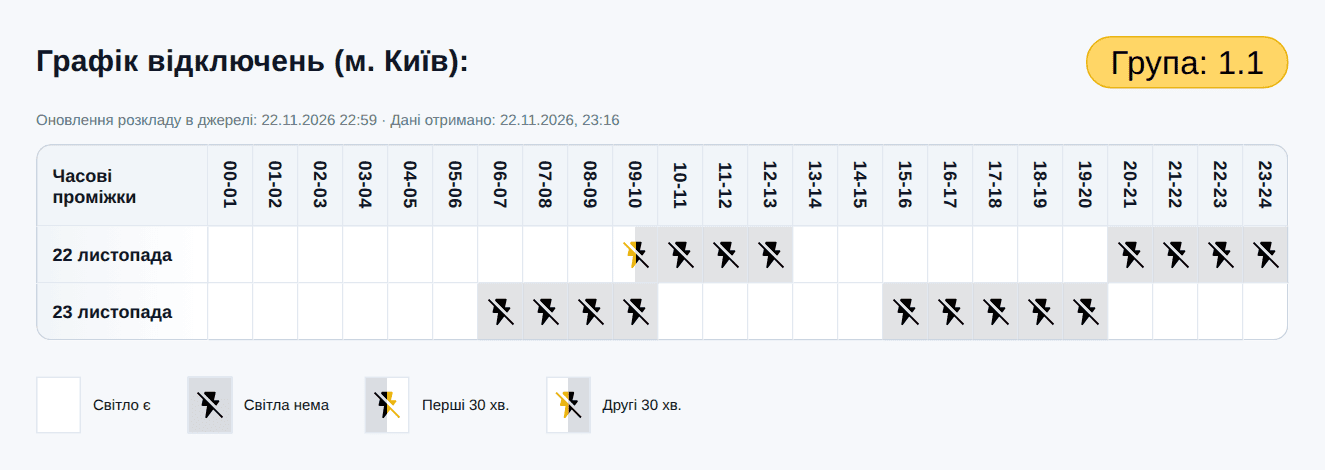 Графік відключень (м. Київ):
Група: 1.1
Оновлення розкладу в джерелі: 22.11.2026 22:59 · Дані отримано: 22.11.2026, 23:16
Часові
проміжки
00-01
01-02
02-03
03-04
04-05
05-06
06-07
07-08
08-09
09-10
10-11
11-12
12-13
13-14
14-15
15-16
16-17
17-18
18-19
19-20
20-21
21-22
22-23
23-24
22 листопада
23 листопада
Світло є
Світла нема
Перші 30 хв.
Другі 30 хв.